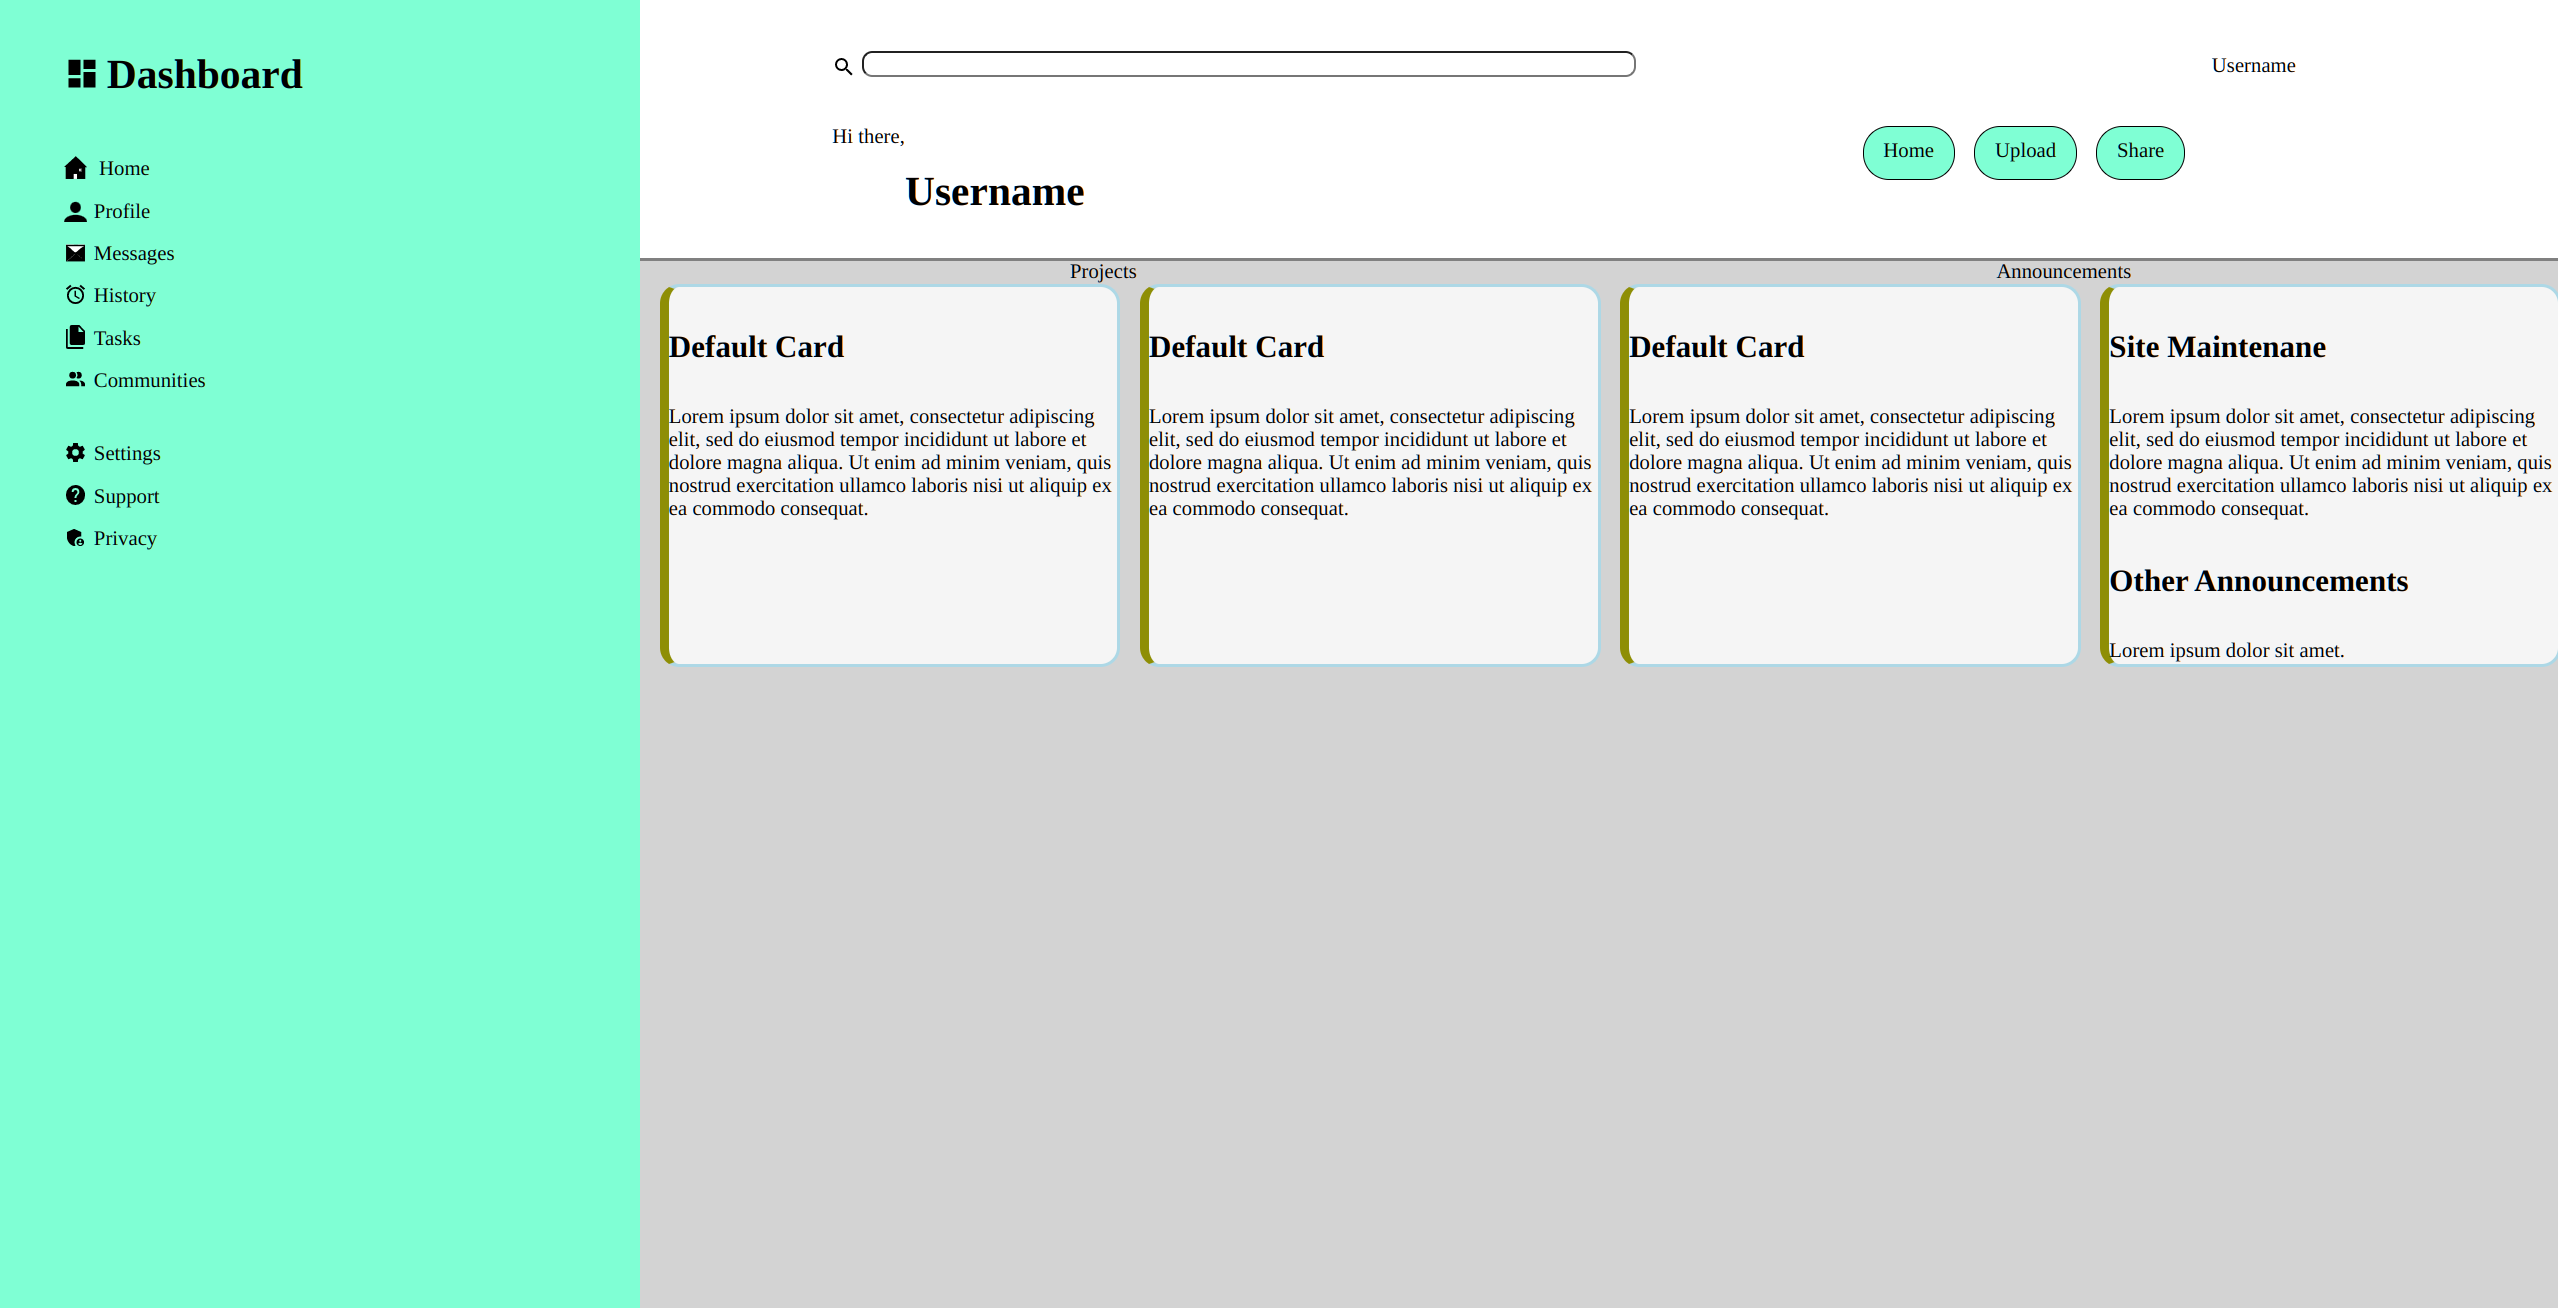 Dashboard
Home
Profile
Messages
History
Tasks
Communities
Settings
Support
Privacy
Username
Hi there,
Username
Home
Upload
Share
Projects
Announcements
Default Card
Lorem ipsum dolor sit amet, consectetur adipiscing
elit, sed do eiusmod tempor incididunt ut labore et
dolore magna aliqua. Ut enim ad minim veniam, quis
nostrud exercitation ullamco laboris nisi ut aliquip ex
ea commodo consequat.
Default Card
Lorem ipsum dolor sit amet, consectetur adipiscing
elit, sed do eiusmod tempor incididunt ut labore et
dolore magna aliqua. Ut enim ad minim veniam, quis
nostrud exercitation ullamco laboris nisi ut aliquip ex
ea commodo consequat.
Default Card
Lorem ipsum dolor sit amet, consectetur adipiscing
elit, sed do eiusmod tempor incididunt ut labore et
dolore magna aliqua. Ut enim ad minim veniam, quis
nostrud exercitation ullamco laboris nisi ut aliquip ex
ea commodo consequat.
Site Maintenane
Lorem ipsum dolor sit amet, consectetur adipiscing
elit, sed do eiusmod tempor incididunt ut labore et
dolore magna aliqua. Ut enim ad minim veniam, quis
nostrud exercitation ullamco laboris nisi ut aliquip ex
ea commodo consequat.
Other Announcements
Lorem ipsum dolor sit amet.